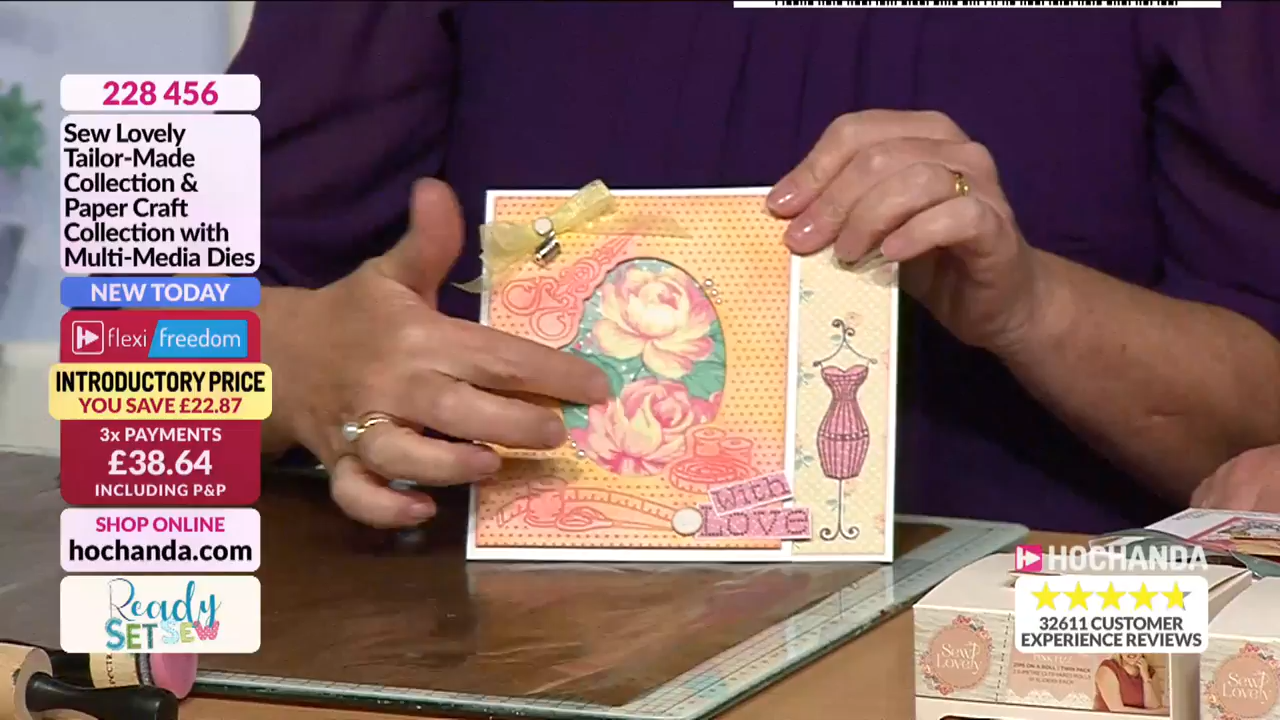 228 456
Sew Lovely
Tailor-Made
Collection &
Paper Craft
Collection with
Multi-Media Dies
NEW TODAY
flexi freedom
INTRODUCTORY PRICE
YOU SAVE £22.87
3x PAYMENTS
£38.64
INCLUDING P&P
SHOP ONLINE
hochanda.com
Ready
SET SEW
With
LOVE
HOCHANDA
32611 CUSTOMER
EXPERIENCE REVIEWS
Sew
Lovely
Sew
Lovely